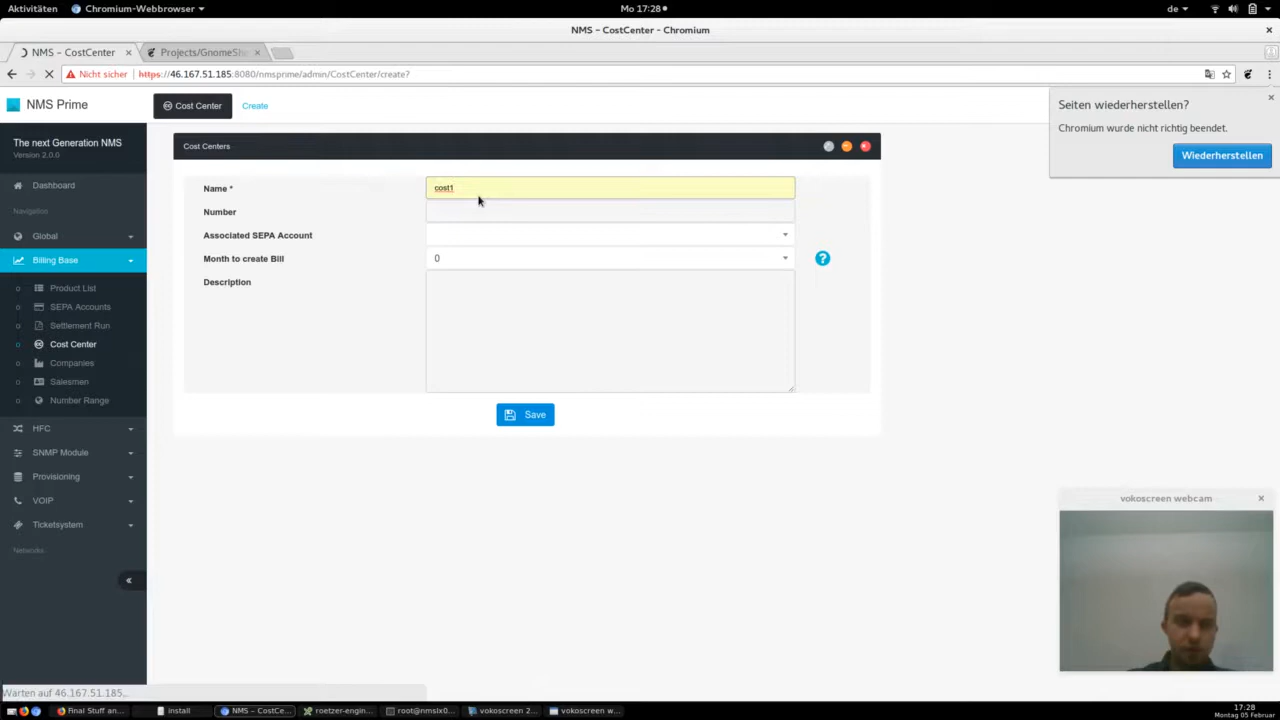 Aktivitäten
Chromium-Webbrowser
Mo 17:28
de
NMS – CostCenter - Chromium
NMS – CostCenter
Projects/GnomeShe
Nicht sicher
https://46.167.51.185:8080/nmsprime/admin/CostCenter/create?
NMS Prime
Cost Center
Create
Seiten wiederherstellen?
Chromium wurde nicht richtig beendet.
Wiederherstellen
The next Generation NMS
Version 2.0.0
Dashboard
Navigation
Global
Billing Base
Product List
SEPA Accounts
Settlement Run
Cost Center
Companies
Salesmen
Number Range
HFC
SNMP Module
Provisioning
VOIP
Ticketsystem
Networks
Cost Centers
Name *
cost1
Number
Associated SEPA Account
Month to create Bill
0
?
Description
Save
vokoscreen webcam
Warten auf 46.167.51.185...
Final Stuff an...
install
NMS – CostCe...
roetzer-engin...
root@nmslx0...
vokoscreen 2...
vokoscreen w...
17:28
Montag 05 Februar